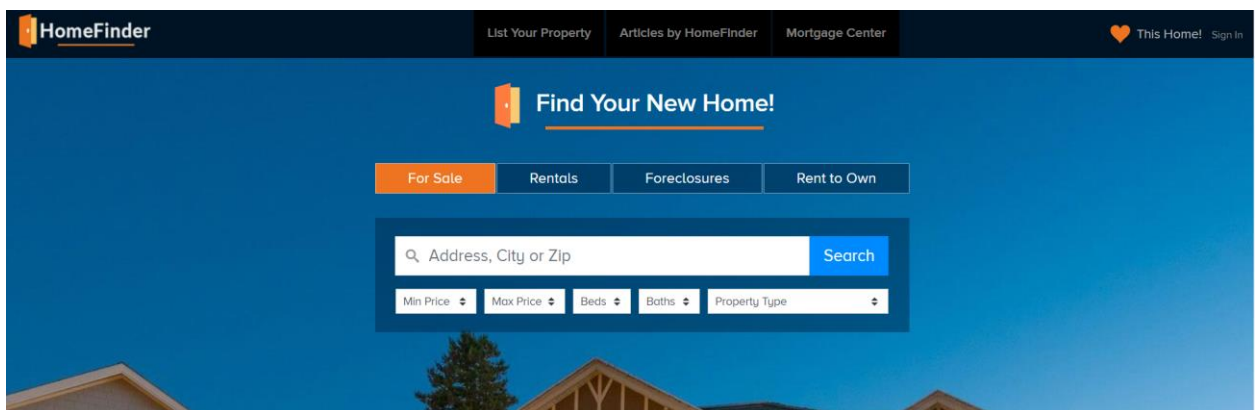 HomeFinder
List Your Property
Articles by HomeFinder
Mortgage Center
This Home!
Sign In
Find Your New Home!
For Sale
Rentals
Foreclosures
Rent to Own
Address, City or Zip
Search
Min Price
Max Price
Beds
Baths
Property Type